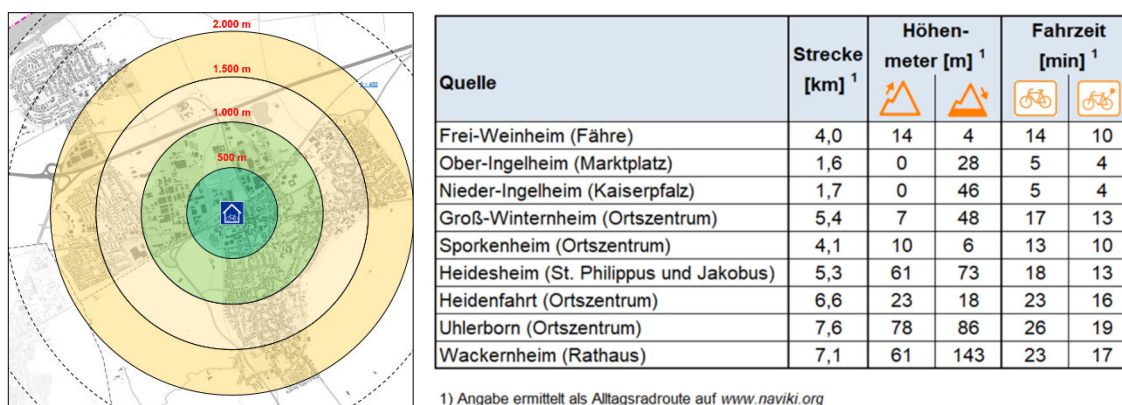 2.000 m
1.500 m
1.000 m
500 m
Quelle Strecke [km] ¹ Höhen-meter [m] ¹ Fahrzeit [min] ¹
Frei-Weinheim (Fähre) 4,0 14 4 14 10
Ober-Ingelheim (Marktplatz) 1,6 0 28 5 4
Nieder-Ingelheim (Kaiserpfalz) 1,7 0 46 5 4
Groß-Winternheim (Ortszentrum) 5,4 7 48 17 13
Sporkenheim (Ortszentrum) 4,1 10 6 13 10
Heidesheim (St. Philippus und Jakobus) 5,3 61 73 18 13
Heidenfahrt (Ortszentrum) 6,6 23 18 23 16
Uhlerborn (Ortszentrum) 7,6 78 86 26 19
Wackernheim (Rathaus) 7,1 61 143 23 17
1) Angabe ermittelt als Alltagsradroute auf www.naviki.org